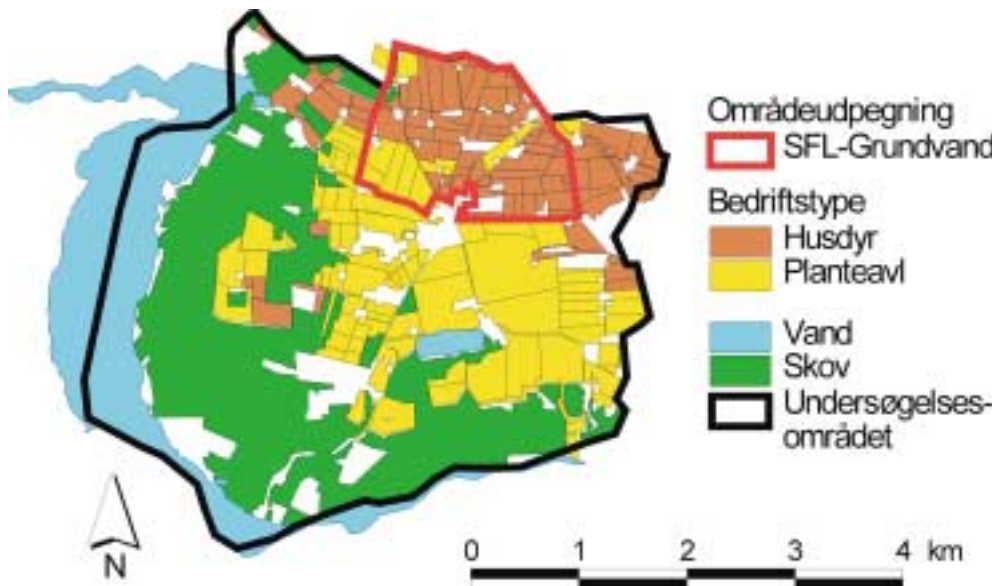 Områdeudpegning
SFL-Grundvand
Bedriftstype
Husdyr
Planteavl
Vand
Skov
Undersøgelses-
området
N
0 1 2 3 4 km